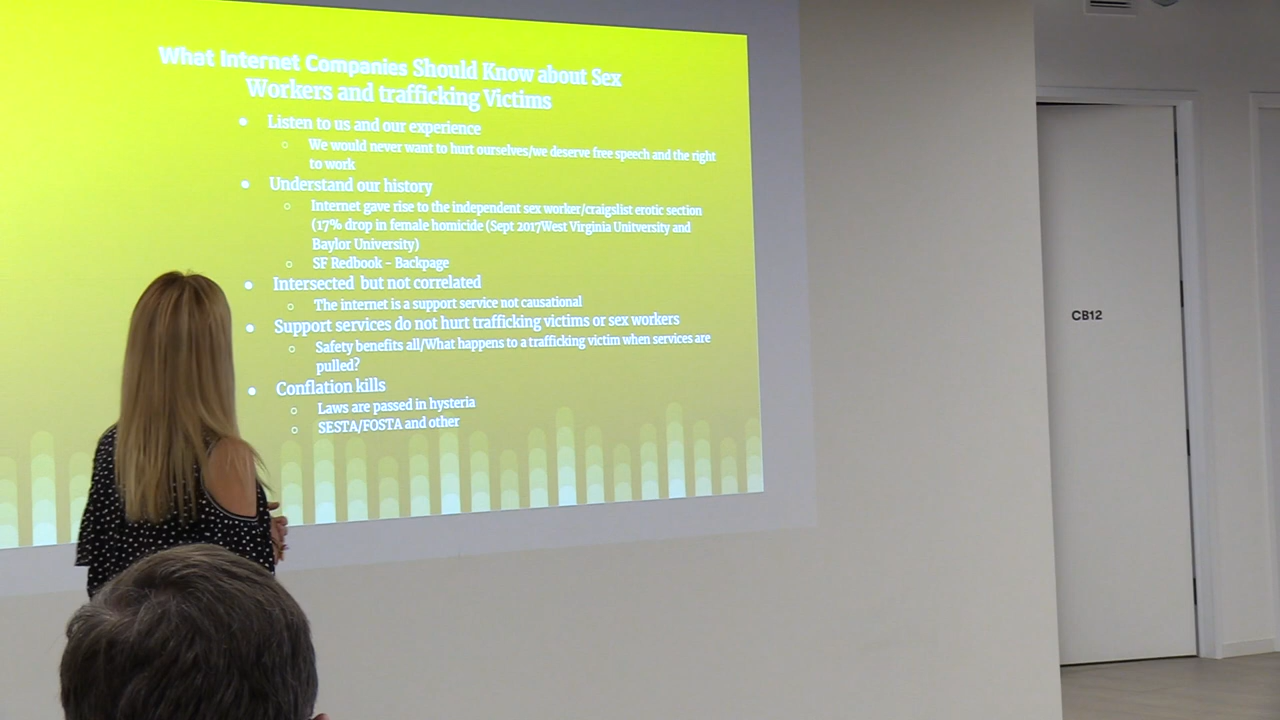 What Internet Companies Should Know about Sex
Workers and trafficking Victims
• Listen to us and our experience
○ We would never want to hurt ourselves/we deserve free speech and the right
to work
• Understand our history
○ Internet gave rise to the independent sex worker/craigslist erotic section
(17% drop in female homicide (Sept 2017West Virginia Unitversity and
Baylor University)
○ SF Redbook - Backpage
• Intersected but not correlated
○ The internet is a support service not causational
• Support services do not hurt trafficking victims or sex workers
○ Safety benefits all/What happens to a trafficking victim when services are
pulled?
• Conflation kills
○ Laws are passed in hysteria
○ SESTA/FOSTA and other
CB12